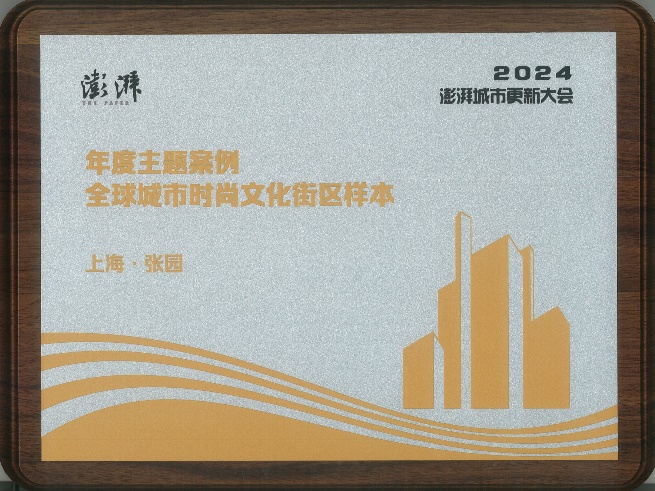 澎湃
THE PAPER
2024
澎湃城市更新大会
年度主题案例
全球城市时尚文化街区样本
上海·张园